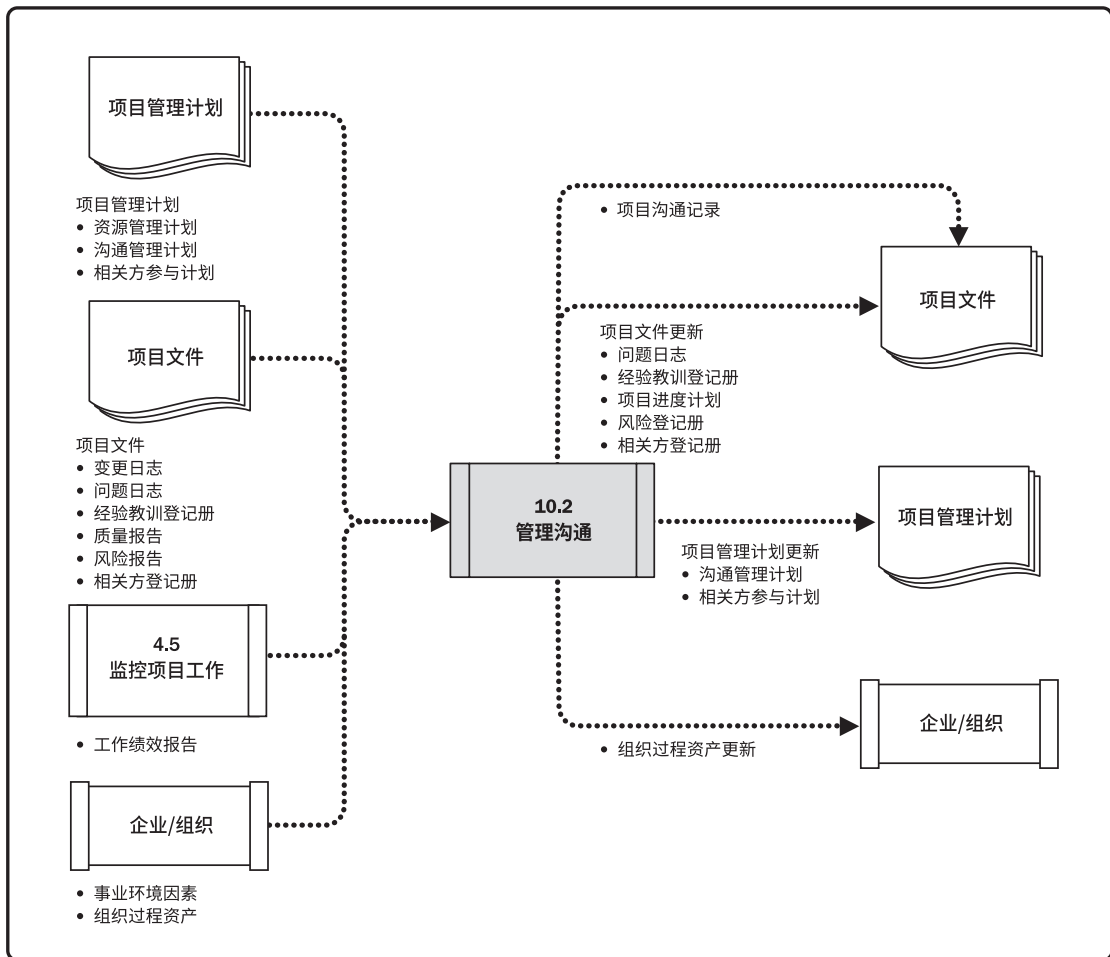 项目管理计划
项目管理计划
• 资源管理计划
• 沟通管理计划
• 相关方参与计划
项目文件
项目文件
• 变更日志
• 问题日志
• 经验教训登记册
• 质量报告
• 风险报告
• 相关方登记册
4.5
监控项目工作
• 工作绩效报告
企业/组织
• 事业环境因素
• 组织过程资产
10.2
管理沟通
• 项目沟通记录
项目文件
项目文件更新
• 问题日志
• 经验教训登记册
• 项目进度计划
• 风险登记册
• 相关方登记册
项目管理计划
项目管理计划更新
• 沟通管理计划
• 相关方参与计划
企业/组织
• 组织过程资产更新